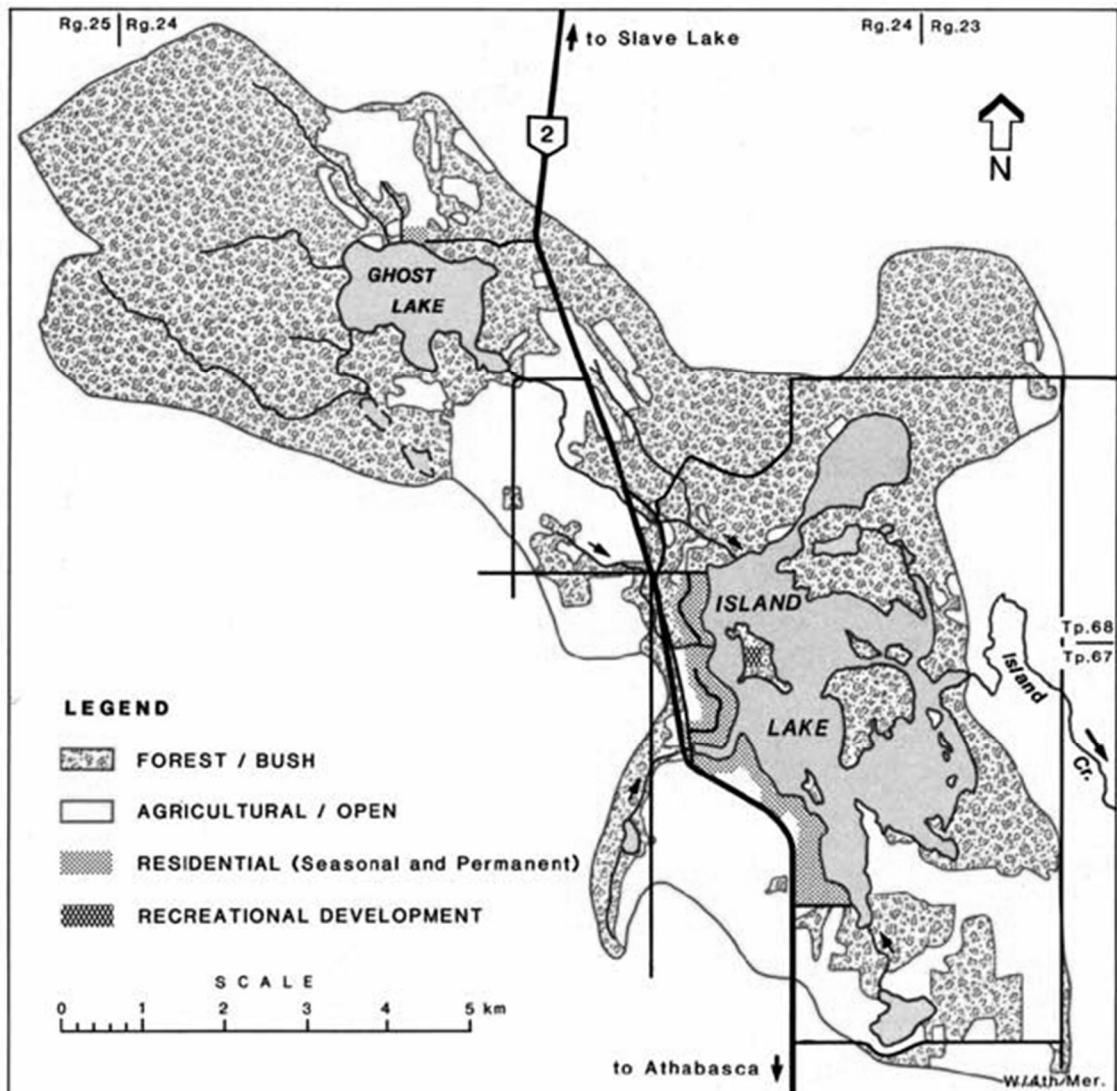 Rg.25 Rg.24
Rg.24 Rg.23
to Slave Lake
2
N
GHOST
LAKE
ISLAND
LAKE
Tp.68
Tp.67
Island
Cr.
LEGEND
FOREST / BUSH
AGRICULTURAL / OPEN
RESIDENTIAL (Seasonal and Permanent)
RECREATIONAL DEVELOPMENT
SCALE
0 1 2 3 4 5 km
to Athabasca
W/4th/Mer.